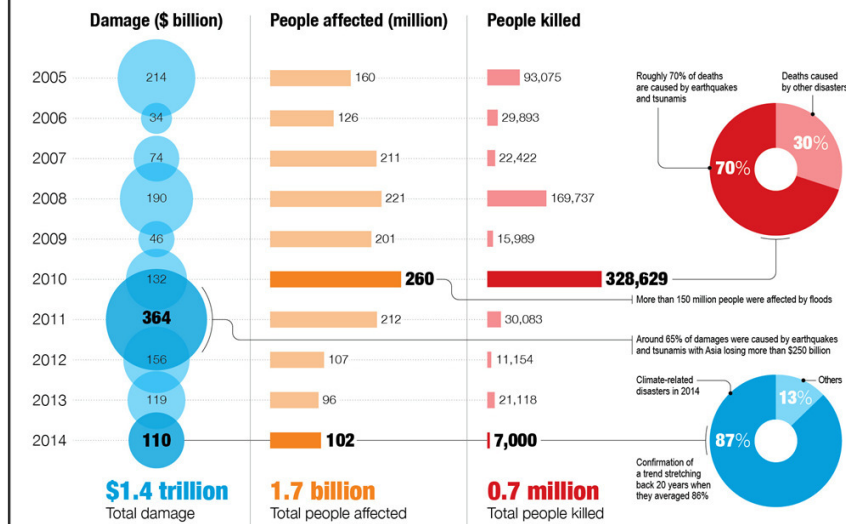 Damage ($ billion)
People affected (million)
People killed
2005
214
160
93,075
2006
34
126
29,893
2007
74
211
22,422
2008
190
221
169,737
2009
46
201
15,989
2010
132
260
328,629
2011
364
212
30,083
2012
156
107
11,154
2013
119
96
21,118
2014
110
102
7,000
$1.4 trillion
Total damage
1.7 billion
Total people affected
0.7 million
Total people killed
Roughly 70% of deaths
are caused by earthquakes
and tsunamis
Deaths caused
by other disasters
70%
30%
More than 150 million people were affected by floods
Around 65% of damages were caused by earthquakes
and tsunamis with Asia losing more than $250 billion
Climate-related
disasters in 2014
Others
13%
87%
Confirmation of
a trend stretching
back 20 years when
they averaged 86%